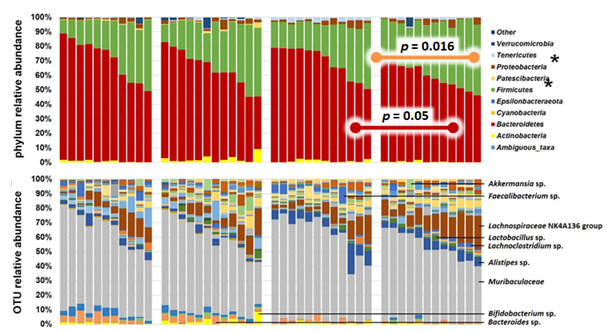 phylum relative abundance
100%
90%
80%
70%
60%
50%
40%
30%
20%
10%
0%
p = 0.016
p = 0.05
Other
Verrucomicrobia
Tenericutes
*
Proteobacteria
Patescibacteria
*
Firmicutes
Epsilonbacteraeota
Cyanobacteria
Bacteroidetes
Actinobacteria
Ambiguous_taxa
OTU relative abundance
100%
90%
80%
70%
60%
50%
40%
30%
20%
10%
0%
Akkermansia sp.
Faecalibacterium sp.
Lachnospiraceae NK4A136 group
Lactobacillus sp.
Lachnoclostridium sp.
Alistipes sp.
Muribaculaceae
Bifidobacterium sp.
Bacteroides sp.